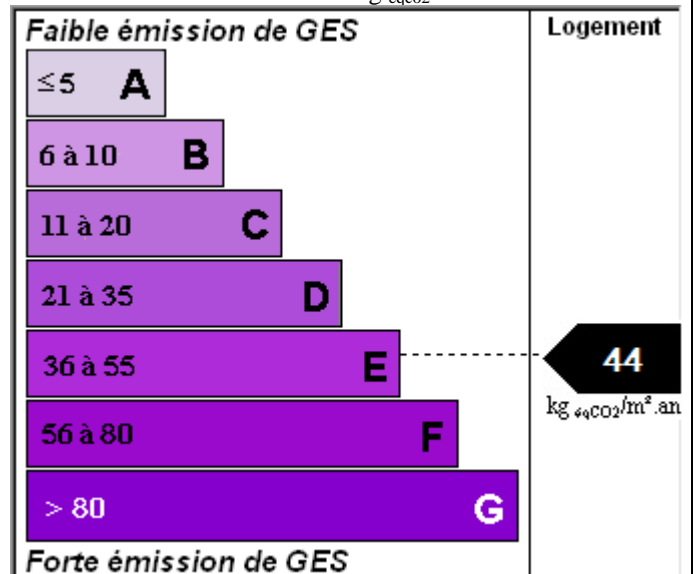 Faible émission de GES
Logement
≤5 A
6 à 10 B
11 à 20 C
21 à 35 D
36 à 55 E
44
kg éqCO2/m².an
56 à 80 F
> 80 G
Forte émission de GES